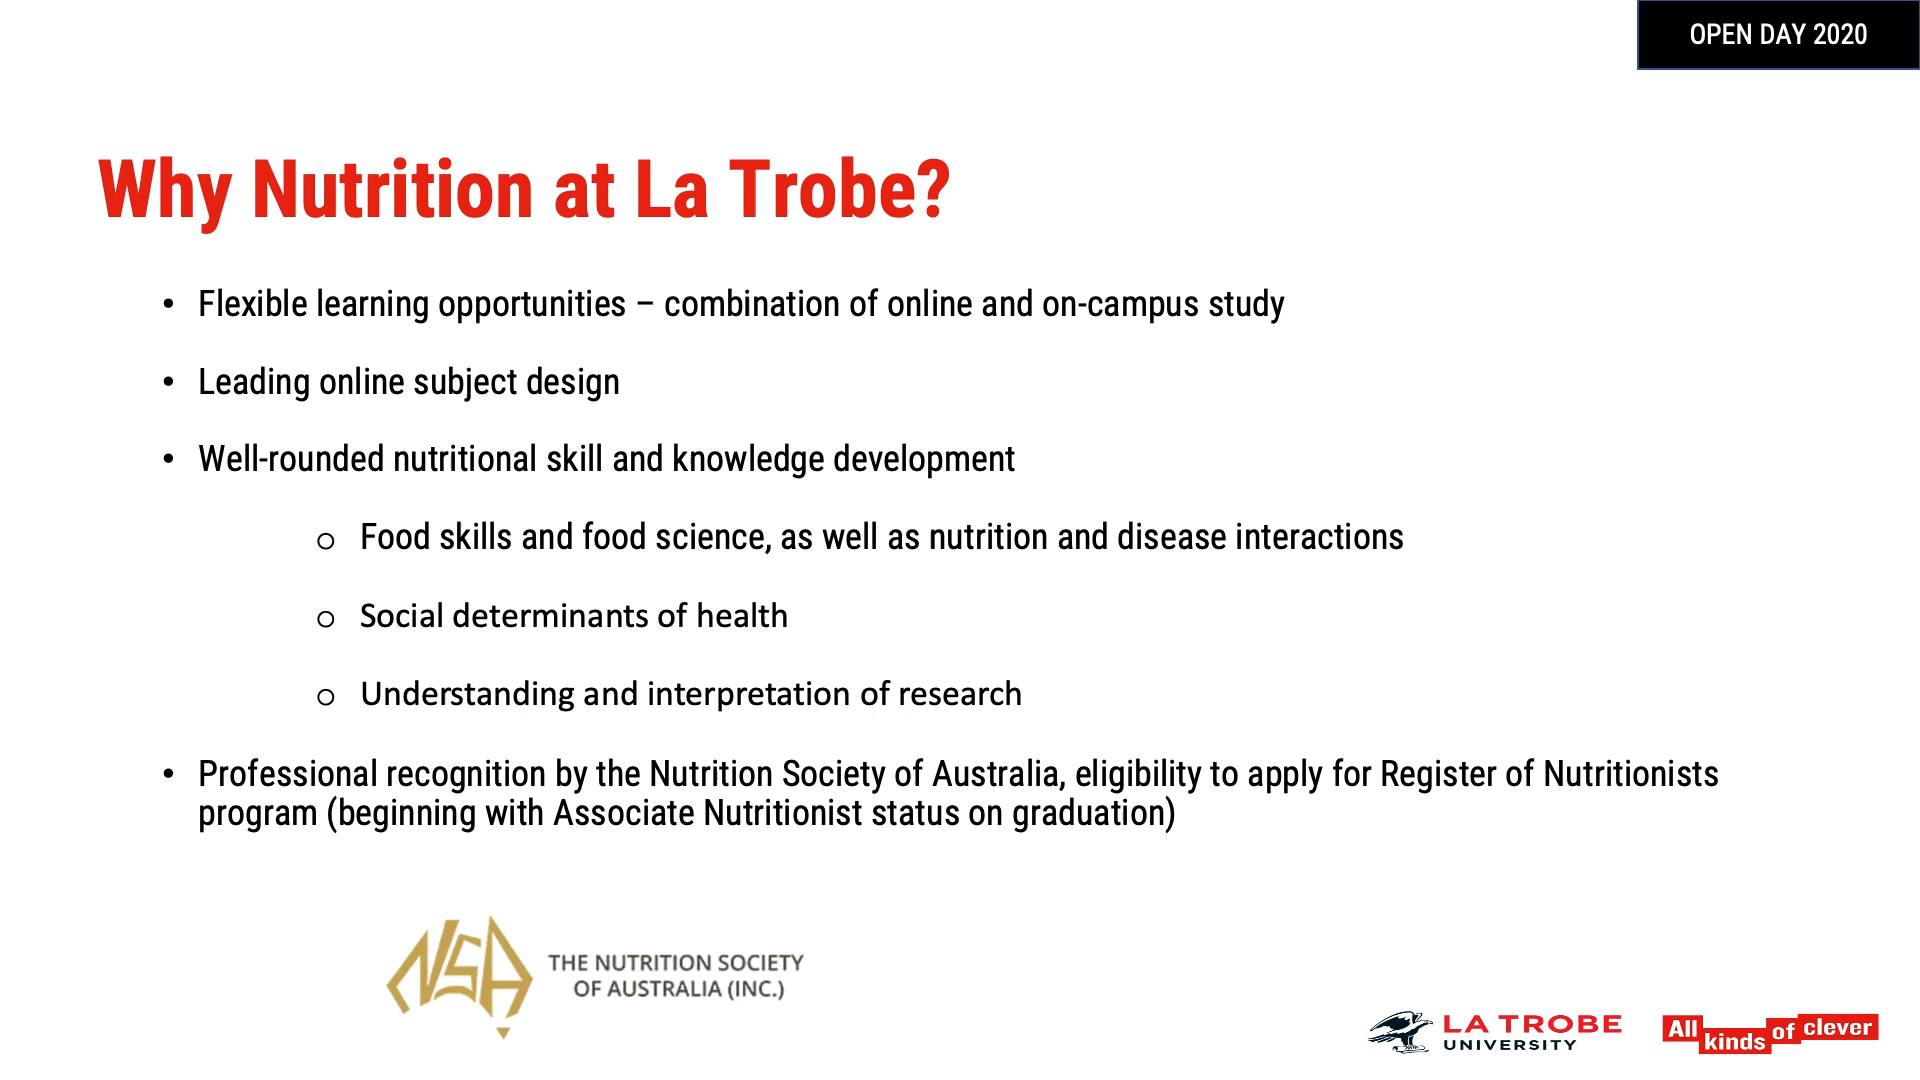 OPEN DAY 2020
Why Nutrition at La Trobe?
• Flexible learning opportunities – combination of online and on-campus study
• Leading online subject design
• Well-rounded nutritional skill and knowledge development
o Food skills and food science, as well as nutrition and disease interactions
o Social determinants of health
o Understanding and interpretation of research
• Professional recognition by the Nutrition Society of Australia, eligibility to apply for Register of Nutritionists
program (beginning with Associate Nutritionist status on graduation)
NSA
THE NUTRITION SOCIETY
OF AUSTRALIA (INC.)
LA TROBE
UNIVERSITY
All kinds of clever